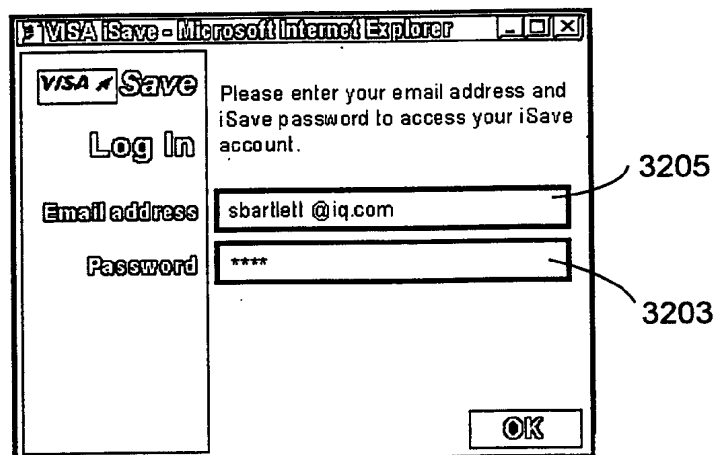 VISA iSave - Microsoft Internet Explorer
VISA Save
Please enter your email address and
iSave password to access your iSave
account.
Log In
3205
Email address
sbartlett @iq.com
Password
****
3203
OK